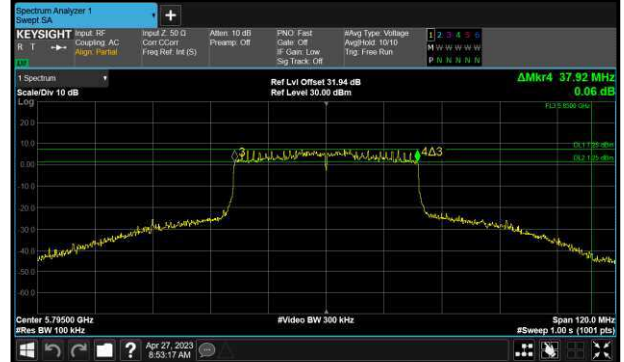 Spectrum Analyzer 1
Swept SA
+
KEYSIGHT
R T
Input: RF
Coupling: AC
Align: Partial
Input Z: 50 Ω
Corr CCorr
Freq Ref: Int (S)
Atten: 10 dB
Preamp: Off
PNO: Fast
Gate: Off
IF Gain: Low
Sig Track: Off
#Avg Type: Voltage
Avg|Hold: 10/10
Trig: Free Run
1 2 3 4 5 6
M W W W W W
P N N N N N
1 Spectrum
Scale/Div 10 dB
Ref Lvl Offset 31.94 dB
Ref Level 30.00 dBm
ΔMkr4 37.92 MHz
0.06 dB
Log
FL3 5.8500 GHz
20.0
10.0
0.00
-10.0
-20.0
-30.0
-40.0
-50.0
-60.0
3
4Δ3
Center 5.79500 GHz
#Res BW 100 kHz
#Video BW 300 kHz
Span 120.0 MHz
#Sweep 1.00 s (1001 pts)
?
Apr 27, 2023
8:53:17 AM